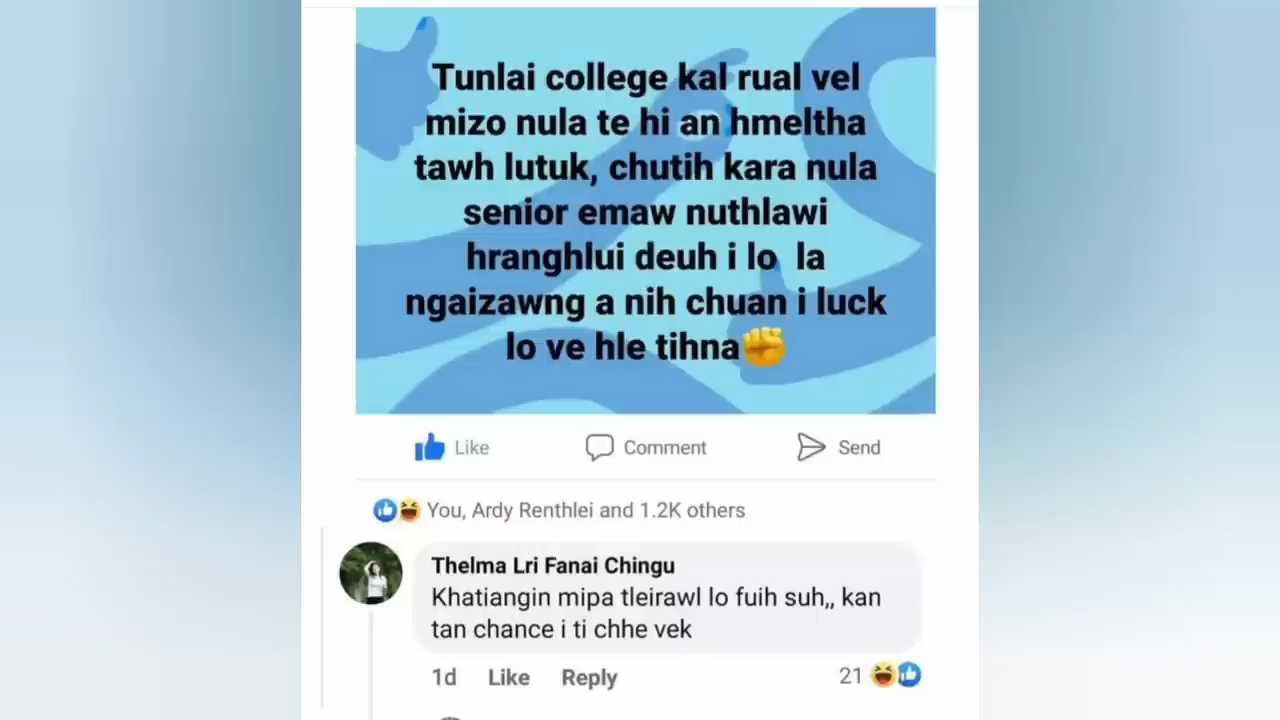 Tunlai college kal rual vel
mizo nula te hi an hmeltha
tawh lutuk, chutih kara nula
senior emaw nuthlawi
hranghlui deuh i lo la
ngaizawng a nih chuan i luck
lo ve hle tihna✊
Like Comment Send
You, Ardy Renthlei and 1.2K others
Thelma Lri Fanai Chingu
Khatiangin mipa tleirawl lo fuih suh,, kan
tan chance i ti chhe vek
1d Like Reply 21